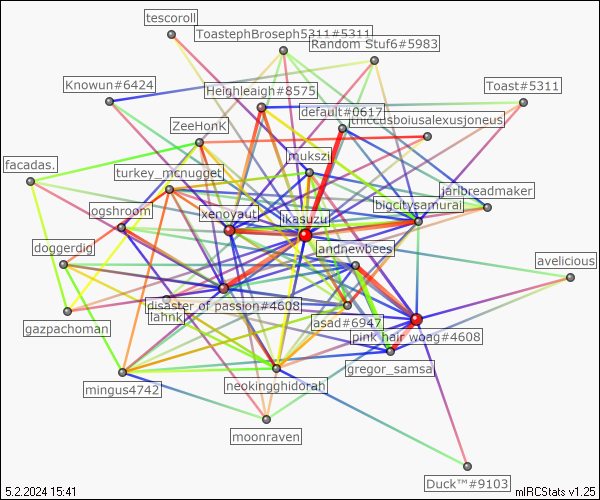 tescoroll
ToastephBroseph5311#5311
Random Stuf6#5983
Knowun#6424
Heighleaigh#8575
Toast#5311
default#0617
thiccusboiusalexusjoneus
ZeeHonk
mukszi
facadas.
turkey_mcnugget
jaribreadmaker
ogshroom
xenoyaut
ikasuzu
bigcitysamurai
doggerdig
andnewbees
avelicious
disaster of passion#4608
lahnk
gazpachoman
asad#6947
pink hair woag#4608
gregor_samsa
mingus4742
neokingghidorah
moonraven
Duck™#9103
5.2.2024 15:41
mIRCStats v1.25